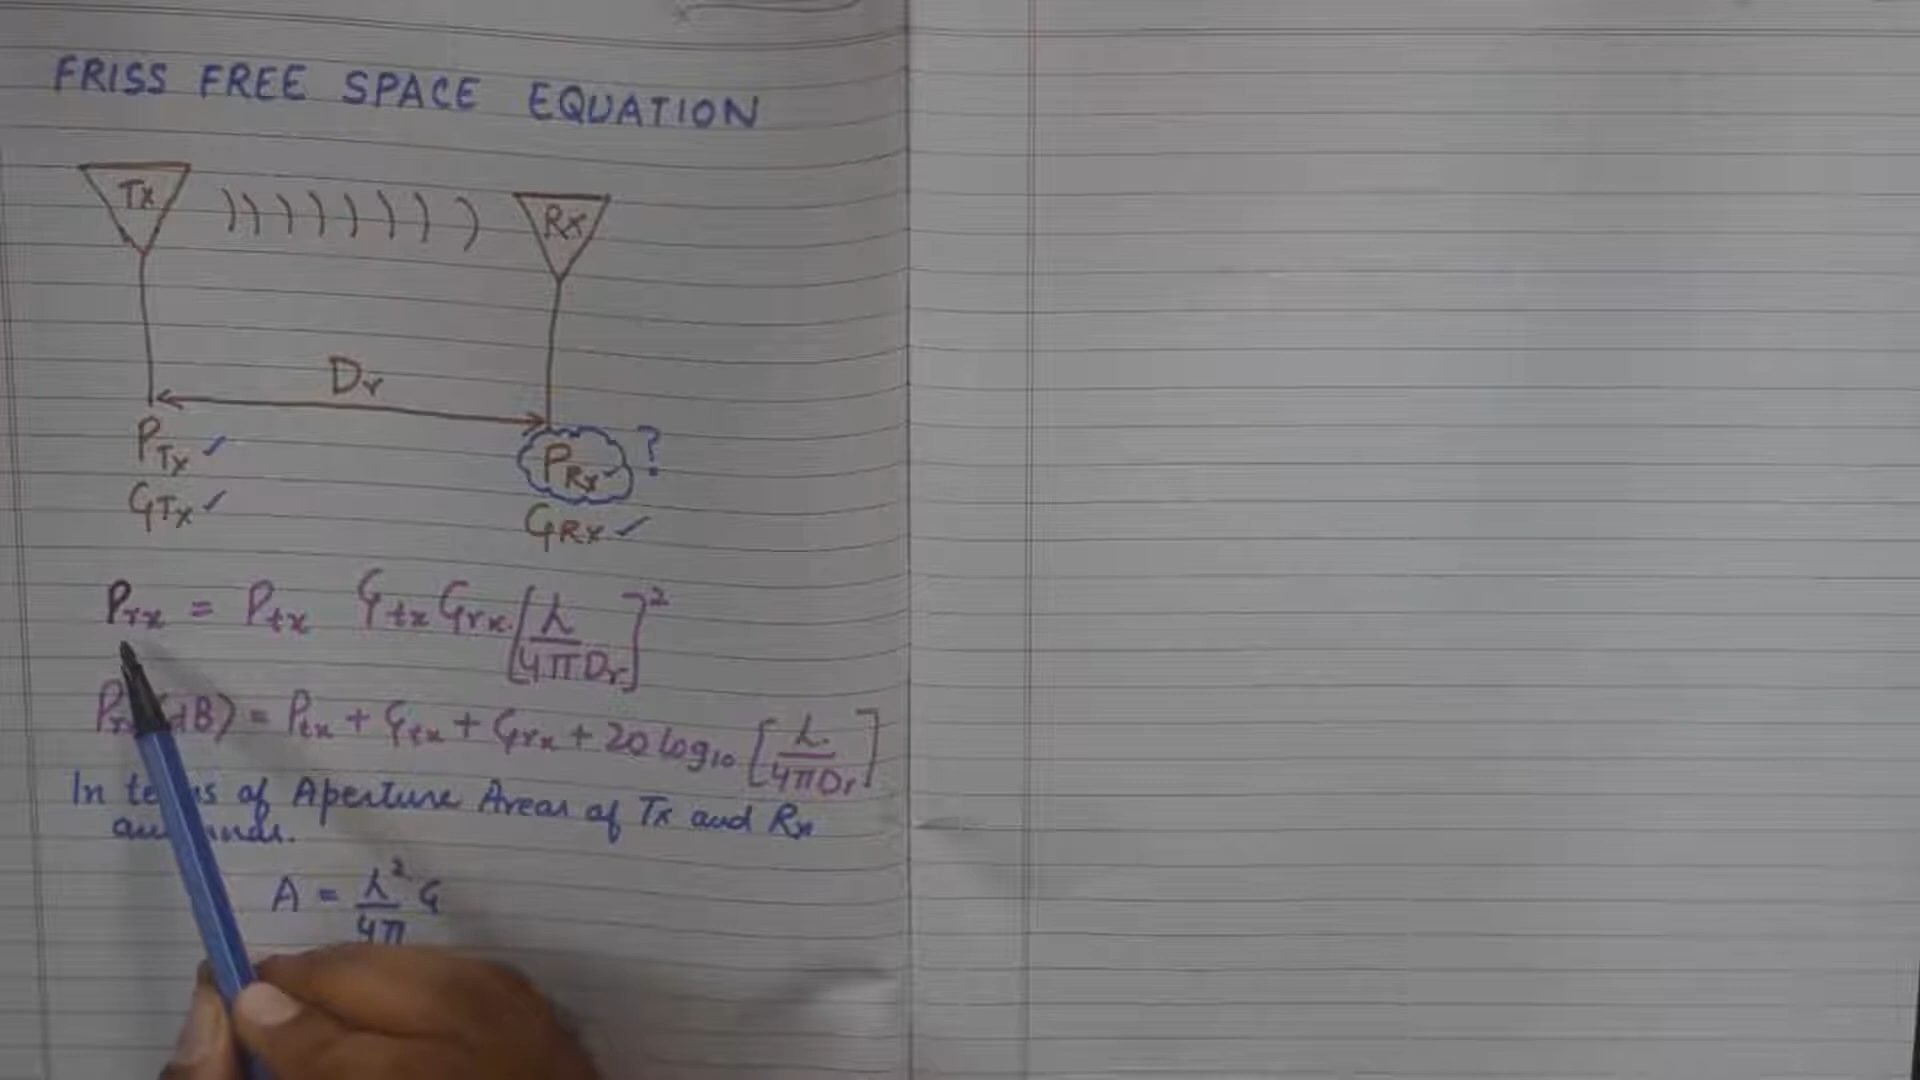 FRISS FREE SPACE EQUATION
Tx ) ) ) ) ) ) ) ) Rx
Dr
PTx ✓ PRx ?
GTx ✓ GRx ✓
Prx = Ptx Gtx Grx. [λ / 4πDr]²
(dB) = Ptx + Gtx + Grx + 20 log₁₀ [λ / 4πDr]
In of Aperture Areas of Tx and Rx
A = λ² / 4π G